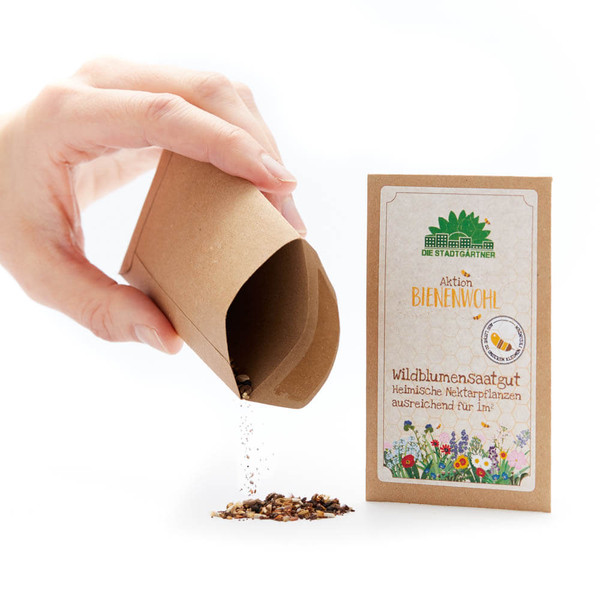 DIE STADTGÄRTNER
Aktion
BIENENWOHL
Wildblumensaatgut
Heimische Nektarpflanzen
ausreichend für 1m²